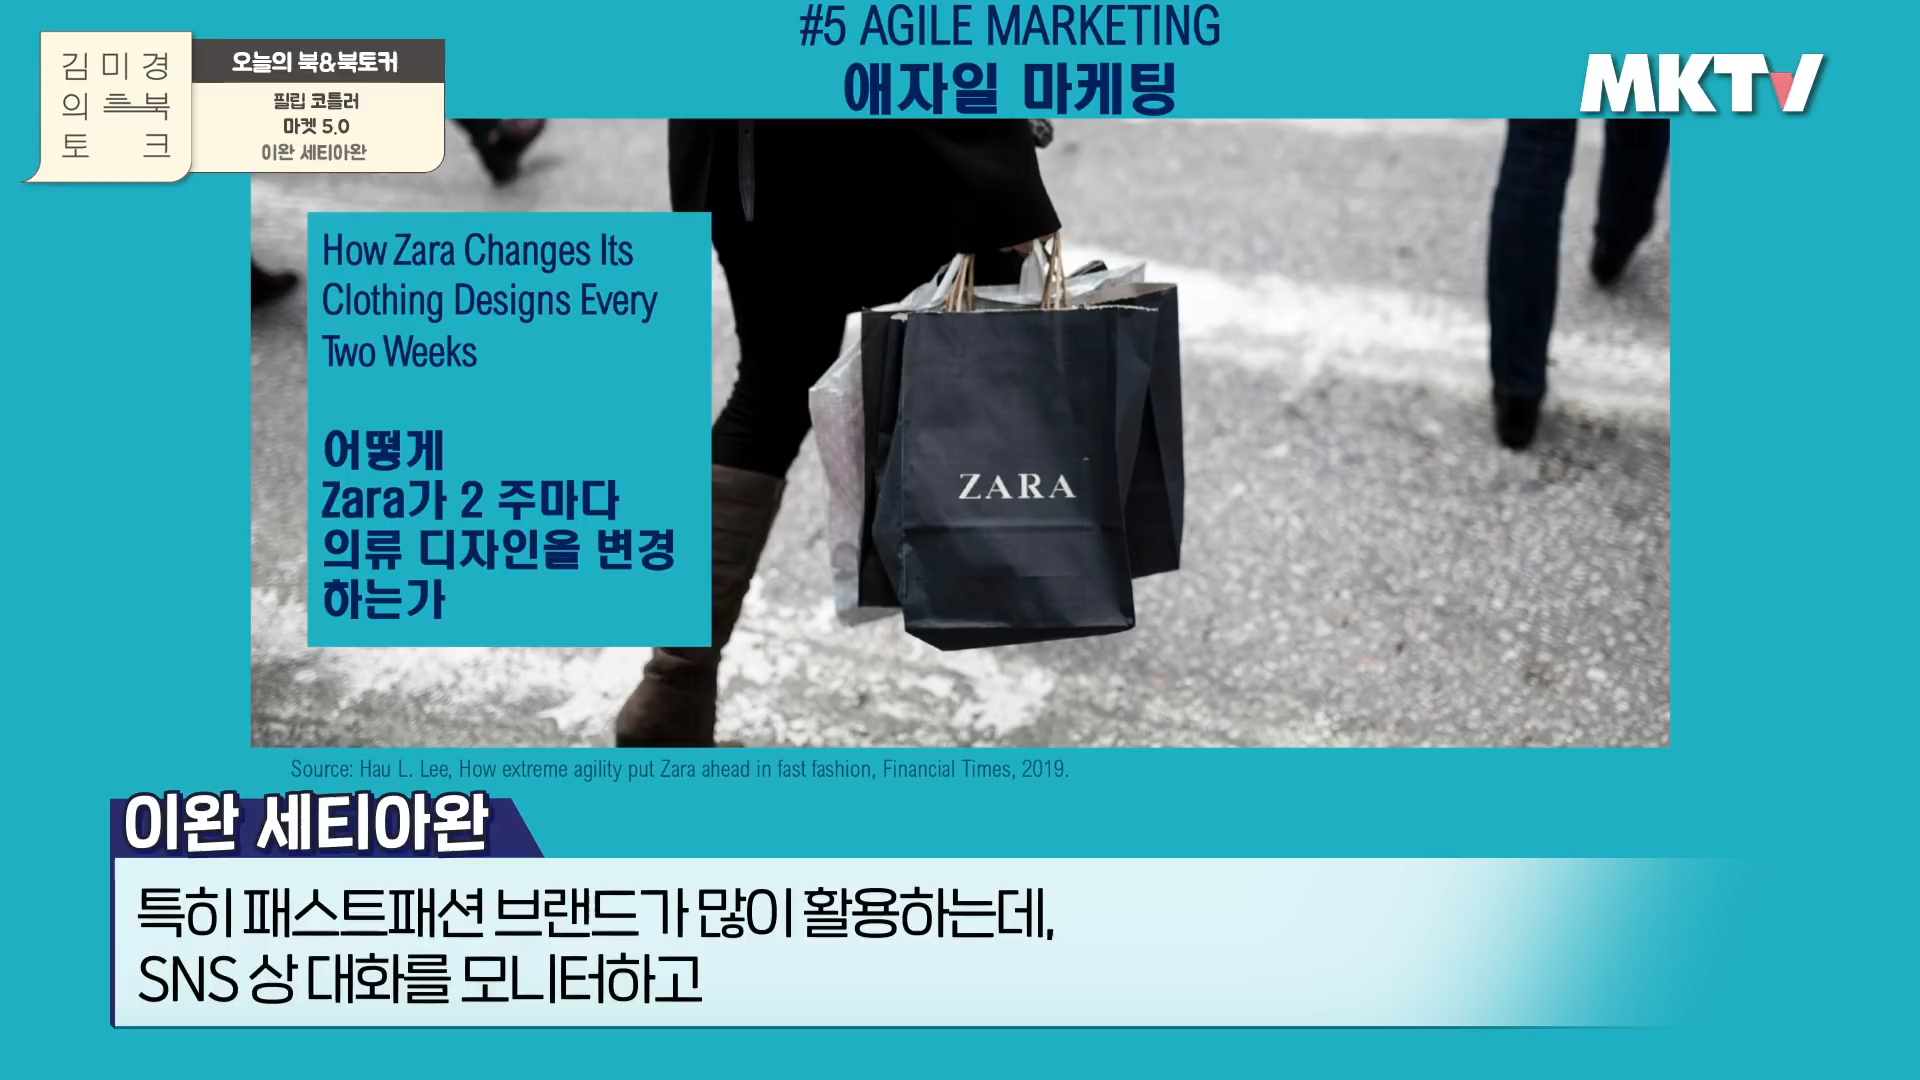 #5 AGILE MARKETING
애자일 마케팅
김미경
의 북
토크
오늘의 북&북토커
필립 코틀러
마켓 5.0
이완 세티아완
MKTV
How Zara Changes Its
Clothing Designs Every
Two Weeks
어떻게
Zara가 2 주마다
의류 디자인을 변경
하는가
ZARA
Source: Hau L. Lee, How extreme agility put Zara ahead in fast fashion, Financial Times, 2019.
이완 세티아완
특히 패스트패션 브랜드가 많이 활용하는데,
SNS 상 대화를 모니터하고